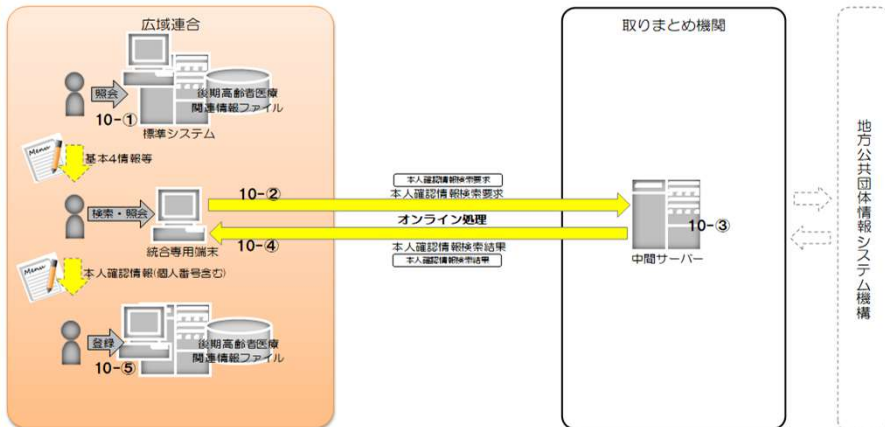 広域連合
照会
10-①
後期高齢者医療
関連情報ファイル
標準システム
Menu
基本4情報等
検索・照会
統合専用端末
10-②
本人確認情報検索要求
本人確認情報検索要求
オンライン処理
10-④
本人確認情報検索結果
本人確認情報検索結果
Menu
本人確認情報(個人番号含む)
登録
10-⑤
後期高齢者医療
関連情報ファイル
取りまとめ機関
10-③
中間サーバー
地方公共団体情報システム機構